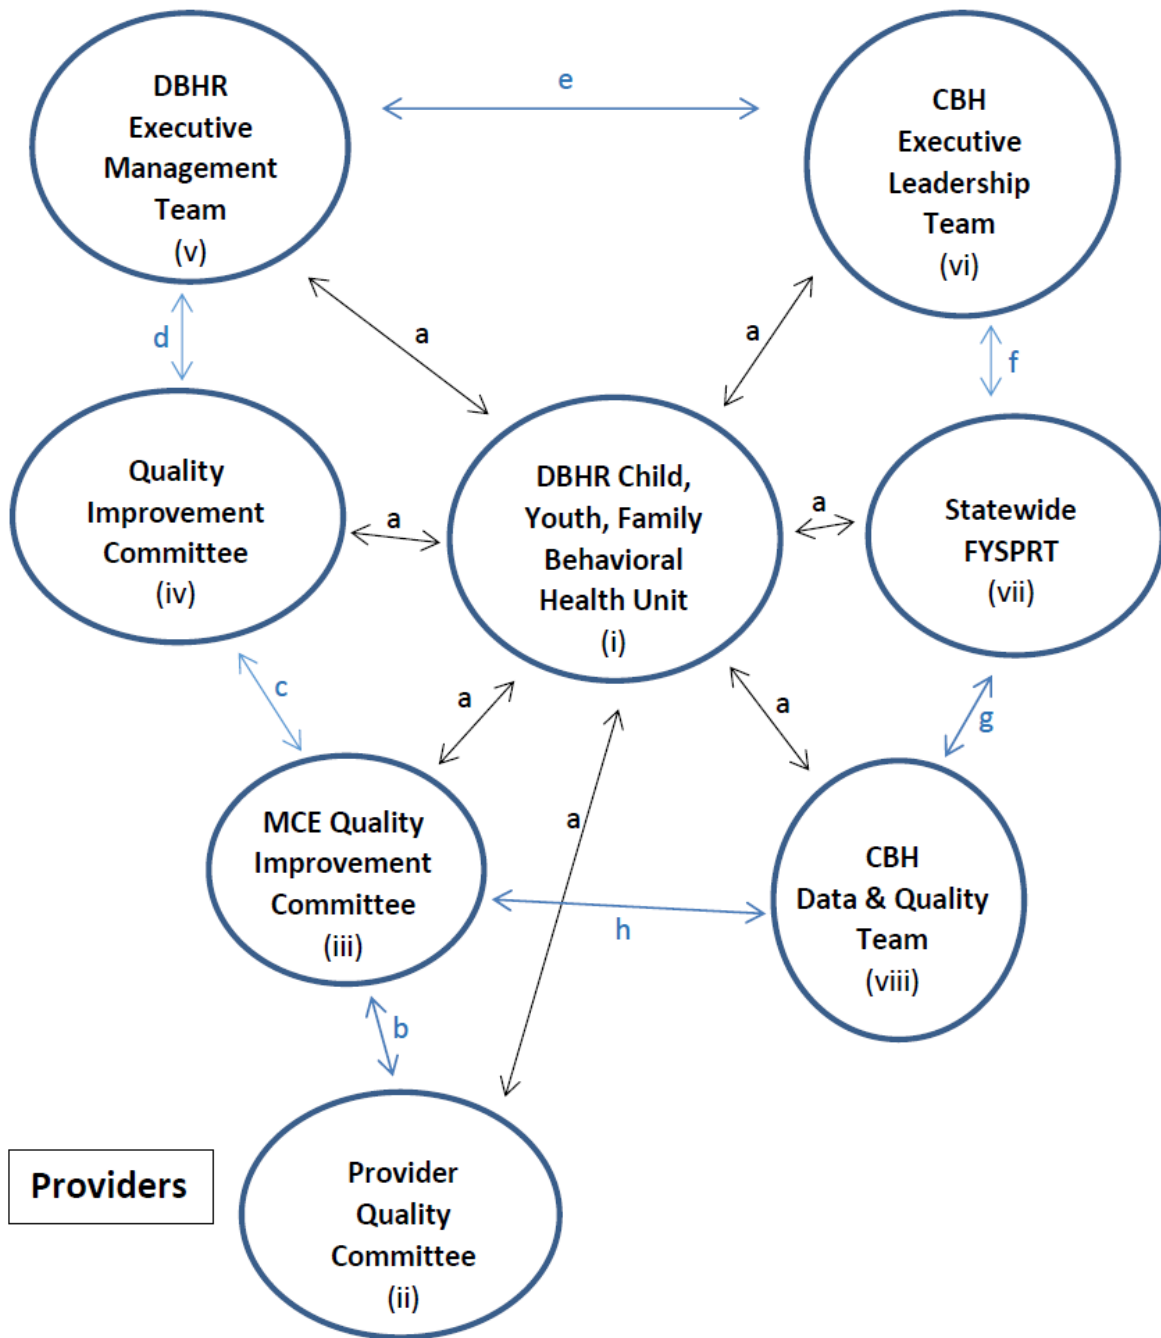 DBHR
Executive
Management
Team
(v)
e
CBH
Executive
Leadership
Team
(vi)
d
a
a
f
Quality
Improvement
Committee
(iv)
a
DBHR Child,
Youth, Family
Behavioral
Health Unit
(i)
a
Statewide
FYSPRT
(vii)
c
a
a
g
MCE Quality
Improvement
Committee
(iii)
a
h
CBH
Data & Quality
Team
(viii)
b
Providers
Provider
Quality
Committee
(ii)